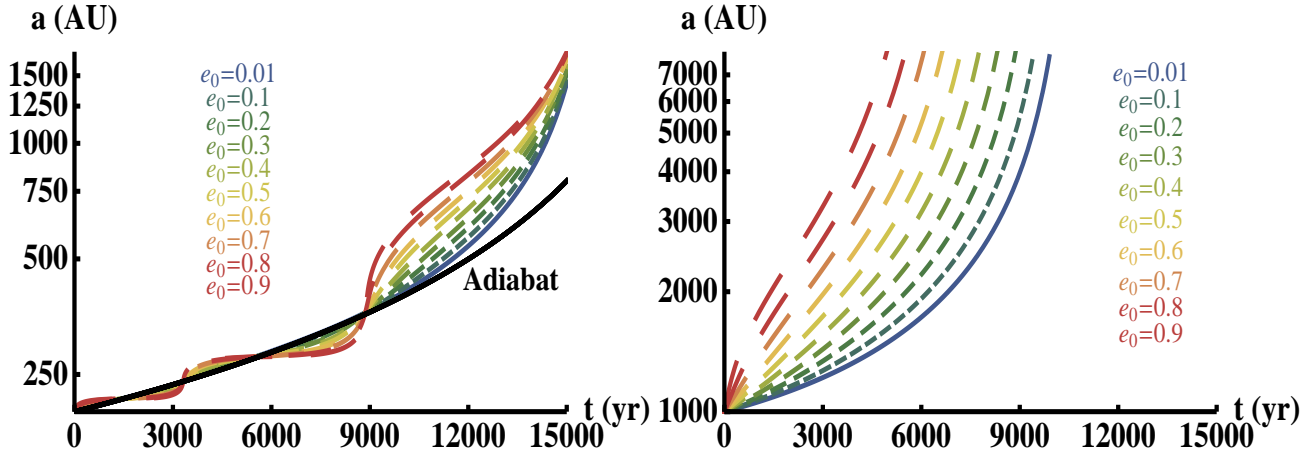 a (AU)
1500
1250
1000
750
500
250
e₀=0.01
e₀=0.1
e₀=0.2
e₀=0.3
e₀=0.4
e₀=0.5
e₀=0.6
e₀=0.7
e₀=0.8
e₀=0.9
Adiabat
t (yr)
0 3000 6000 9000 12000 15000
a (AU)
7000
6000
5000
4000
3000
2000
1000
e₀=0.01
e₀=0.1
e₀=0.2
e₀=0.3
e₀=0.4
e₀=0.5
e₀=0.6
e₀=0.7
e₀=0.8
e₀=0.9
t (yr)
0 3000 6000 9000 12000 15000